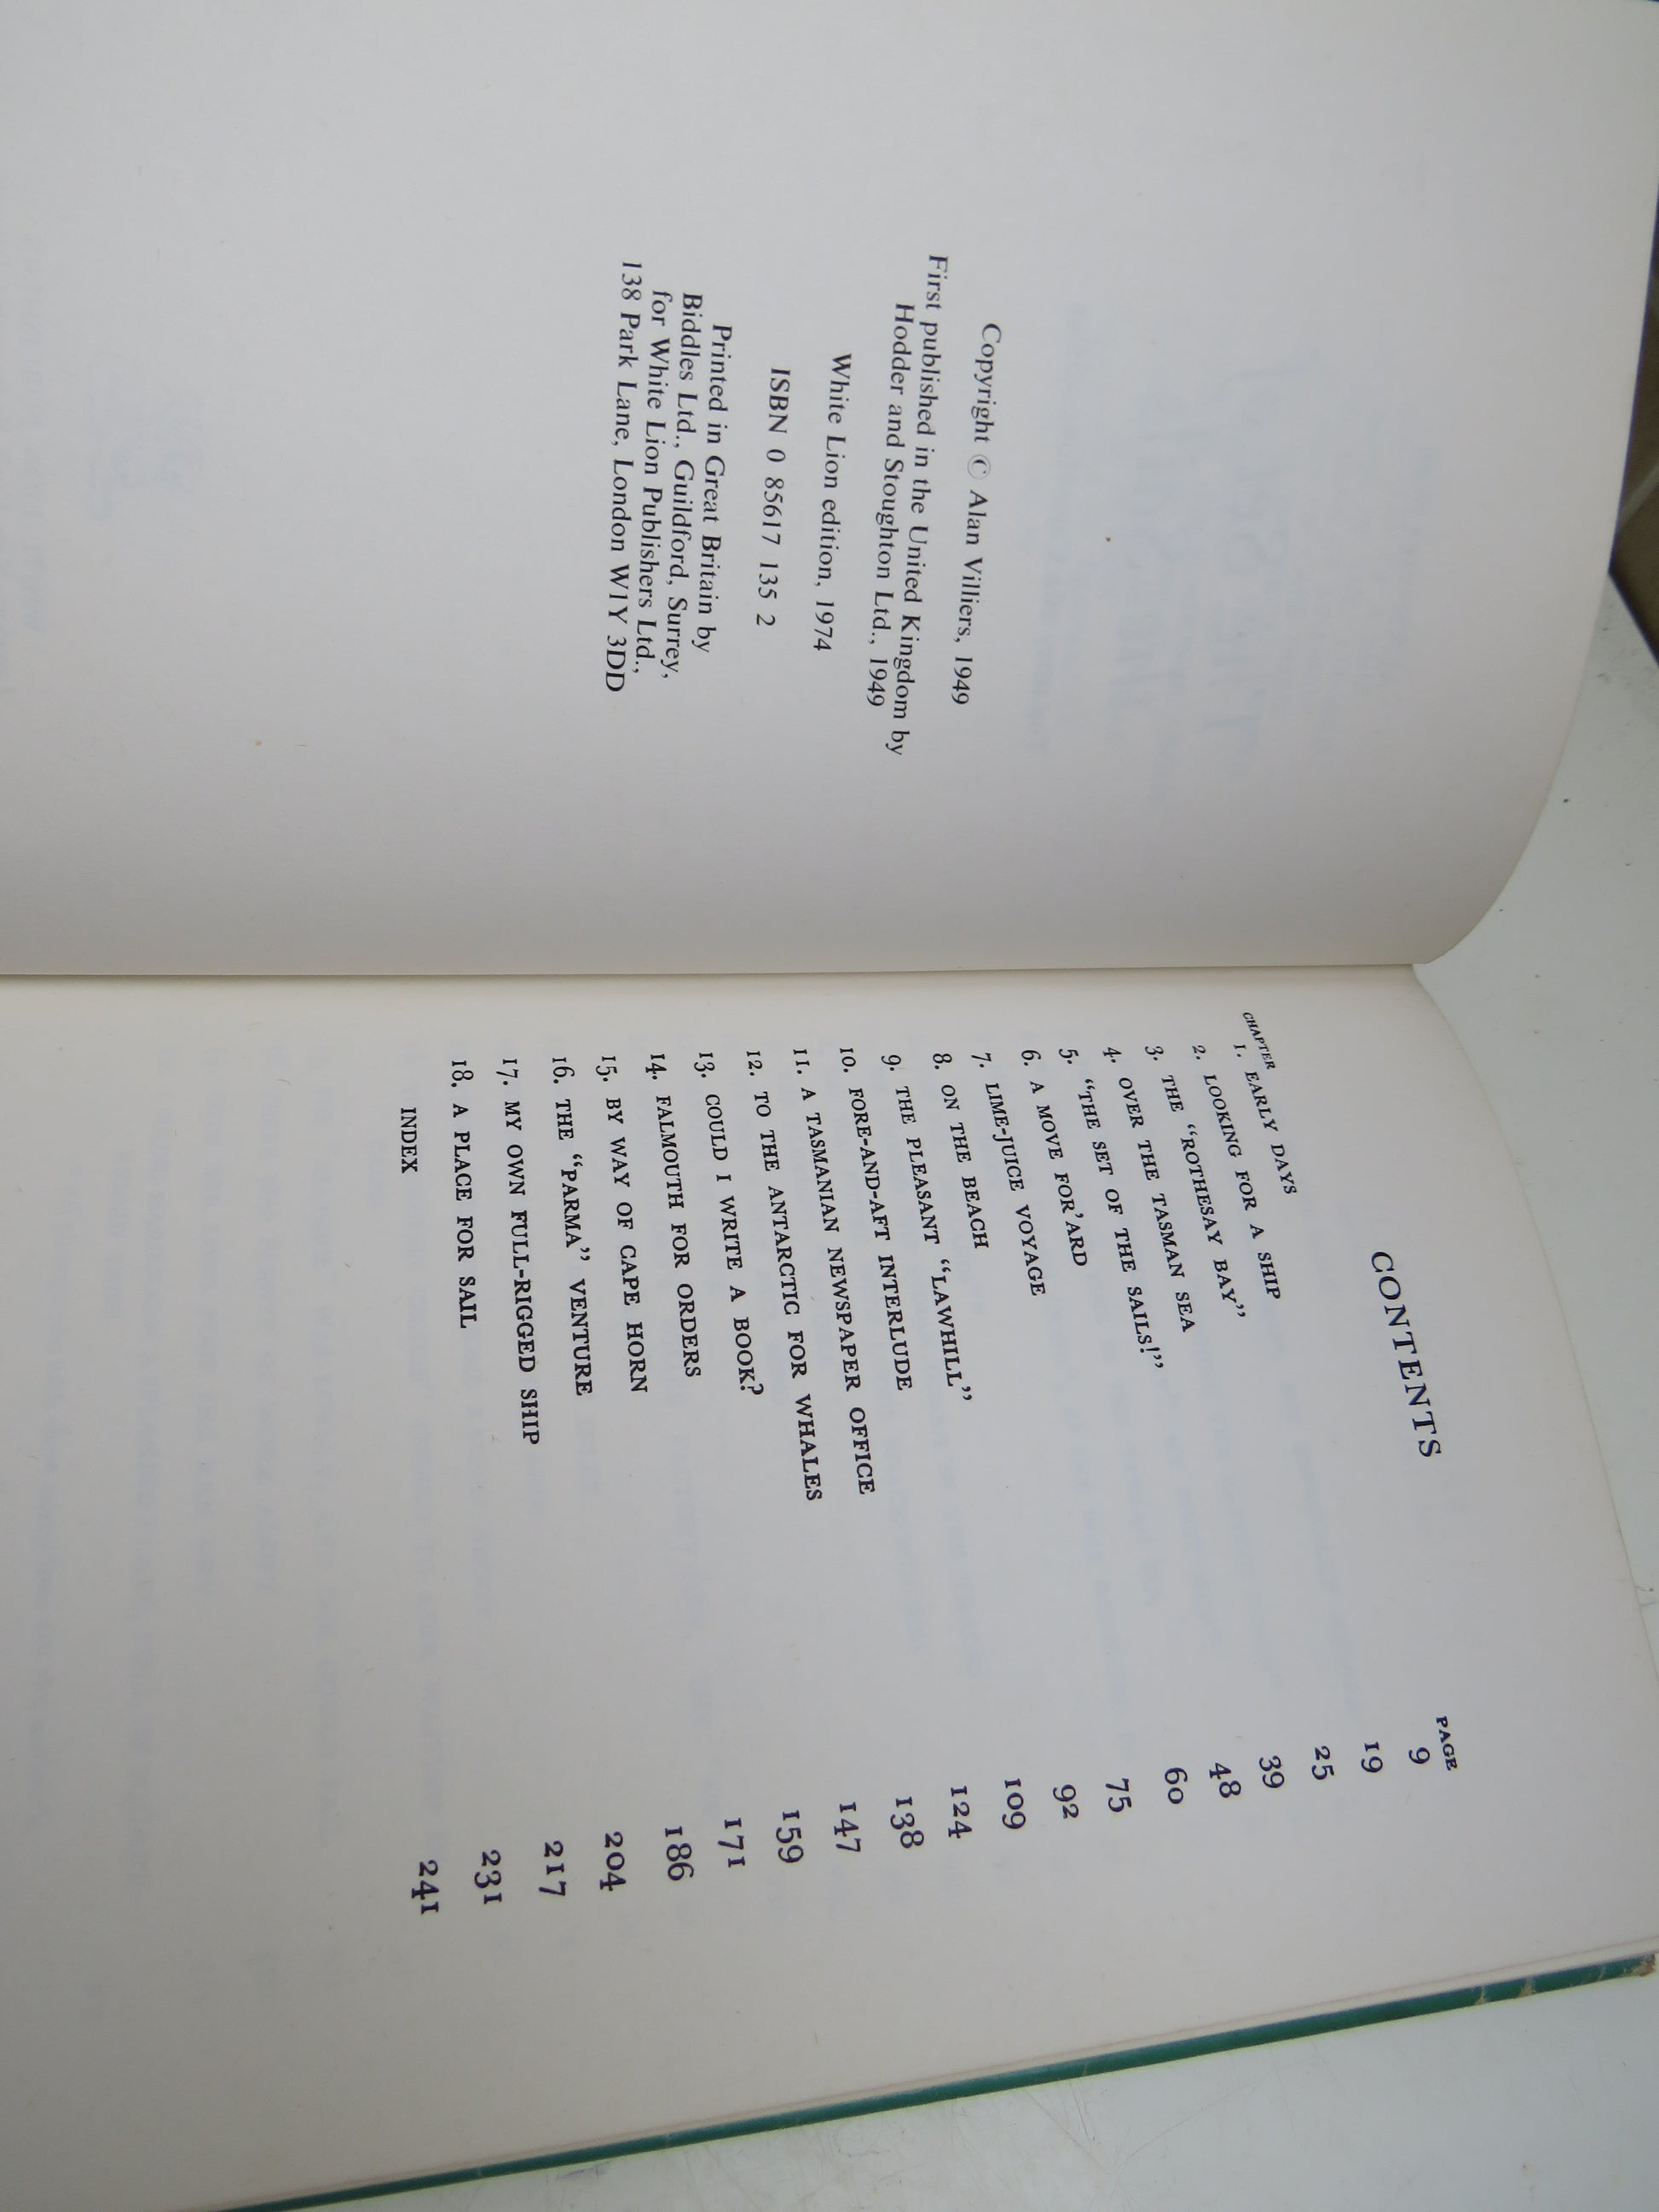 Copyright © Alan Villiers, 1949
First published in the United Kingdom by
Hodder and Stoughton Ltd., 1949
White Lion edition, 1974
ISBN 0 85617 135 2
Printed in Great Britain by
Biddles Ltd., Guildford, Surrey,
for White Lion Publishers Ltd.,
138 Park Lane, London W1Y 3DD
CONTENTS
CHAPTER PAGE
1. EARLY DAYS 9
2. LOOKING FOR A SHIP 19
3. THE “ROTHESAY BAY” 25
4. OVER THE TASMAN SEA 39
5. “THE SET OF THE SAILS!” 48
6. A MOVE FOR’ARD 60
7. LIME-JUICE VOYAGE 75
8. ON THE BEACH 92
9. THE PLEASANT “LAWHILL” 109
10. FORE-AND-AFT INTERLUDE 124
11. A TASMANIAN NEWSPAPER OFFICE 138
12. TO THE ANTARCTIC FOR WHALES 147
13. COULD I WRITE A BOOK? 159
14. FALMOUTH FOR ORDERS 171
15. BY WAY OF CAPE HORN 186
16. THE “PARMA” VENTURE 204
17. MY OWN FULL-RIGGED SHIP 217
18. A PLACE FOR SAIL 231
INDEX 241